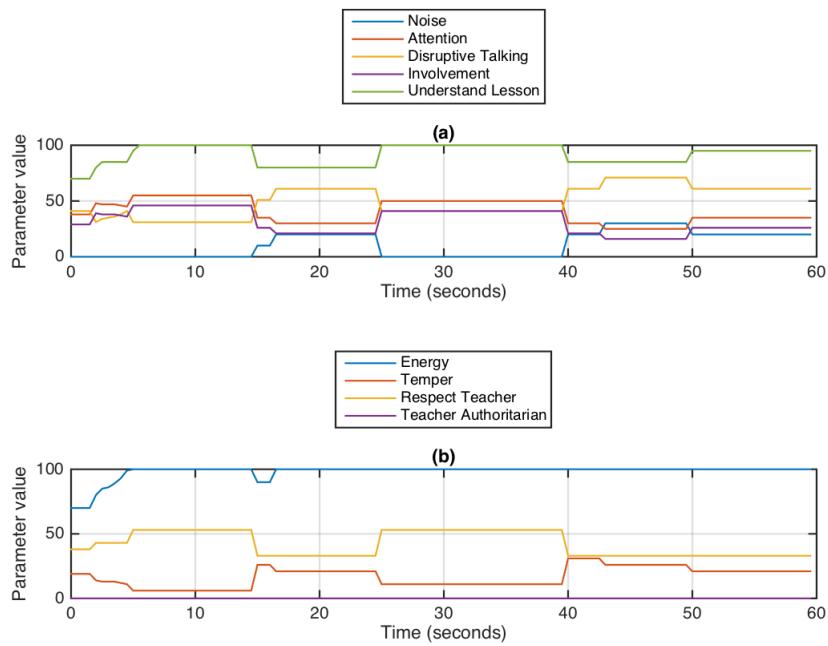 Noise
Attention
Disruptive Talking
Involvement
Understand Lesson
(a)
100
50
0
Parameter value
0 10 20 30 40 50 60
Time (seconds)
Energy
Temper
Respect Teacher
Teacher Authoritarian
(b)
100
50
0
Parameter value
0 10 20 30 40 50 60
Time (seconds)